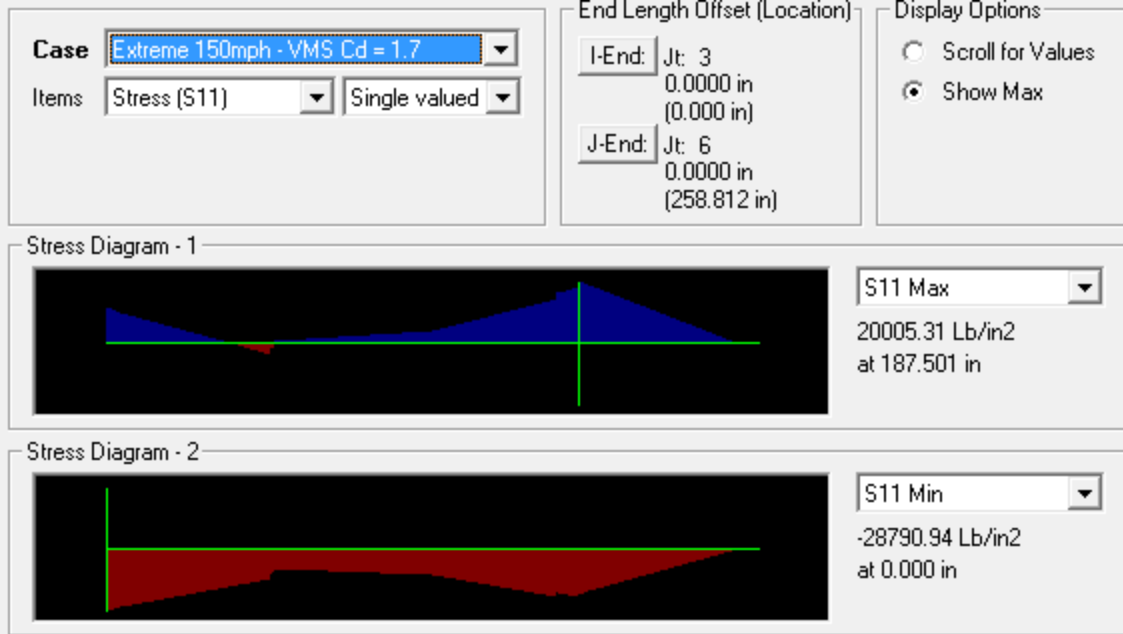 Case
Extreme 150mph - VMS Cd = 1.7
Items
Stress (S11)
Single valued
End Length Offset (Location)
I-End:
Jt: 3
0.0000 in
(0.000 in)
J-End:
Jt: 6
0.0000 in
(258.812 in)
Display Options
Scroll for Values
Show Max
Stress Diagram - 1
S11 Max
20005.31 Lb/in2
at 187.501 in
Stress Diagram - 2
S11 Min
-28790.94 Lb/in2
at 0.000 in